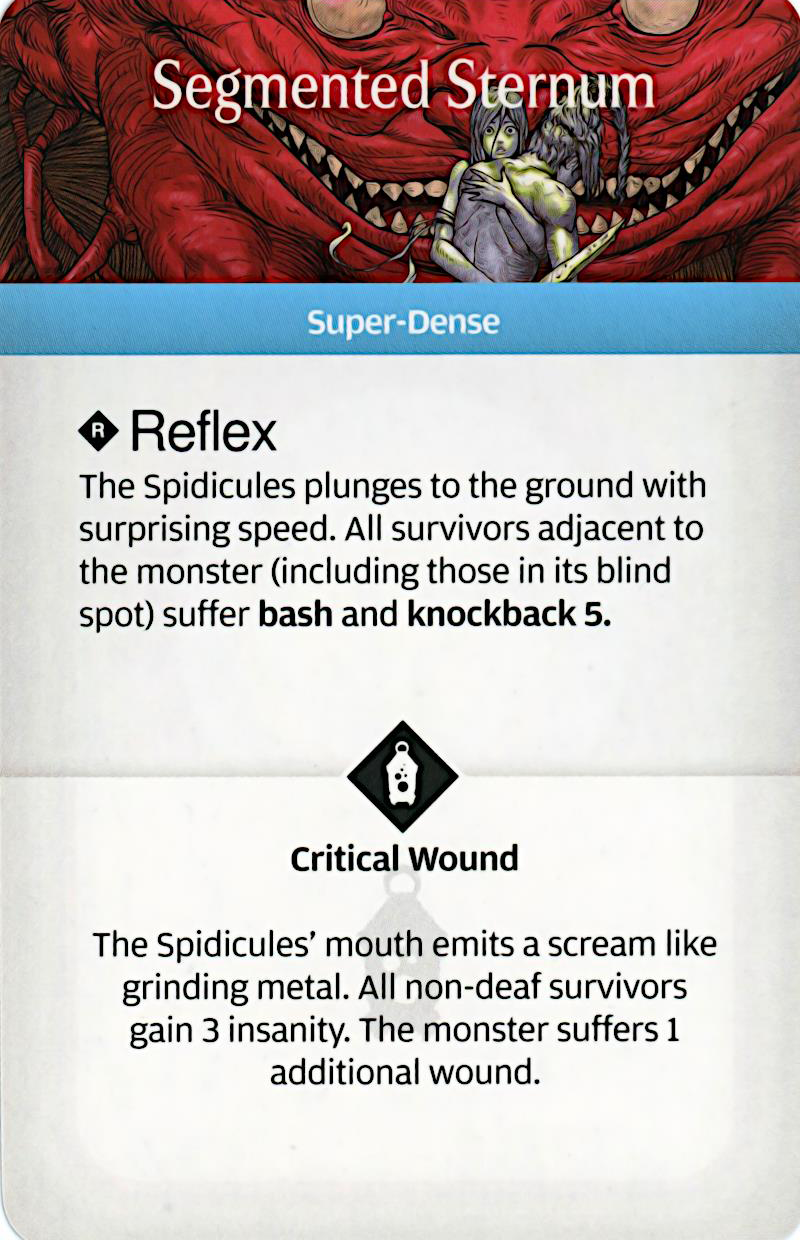 Segmented Sternum
Super-Dense
R Reflex
The Spidicules plunges to the ground with
surprising speed. All survivors adjacent to
the monster (including those in its blind
spot) suffer bash and knockback 5.
Critical Wound
The Spidicules’ mouth emits a scream like
grinding metal. All non-deaf survivors
gain 3 insanity. The monster suffers 1
additional wound.